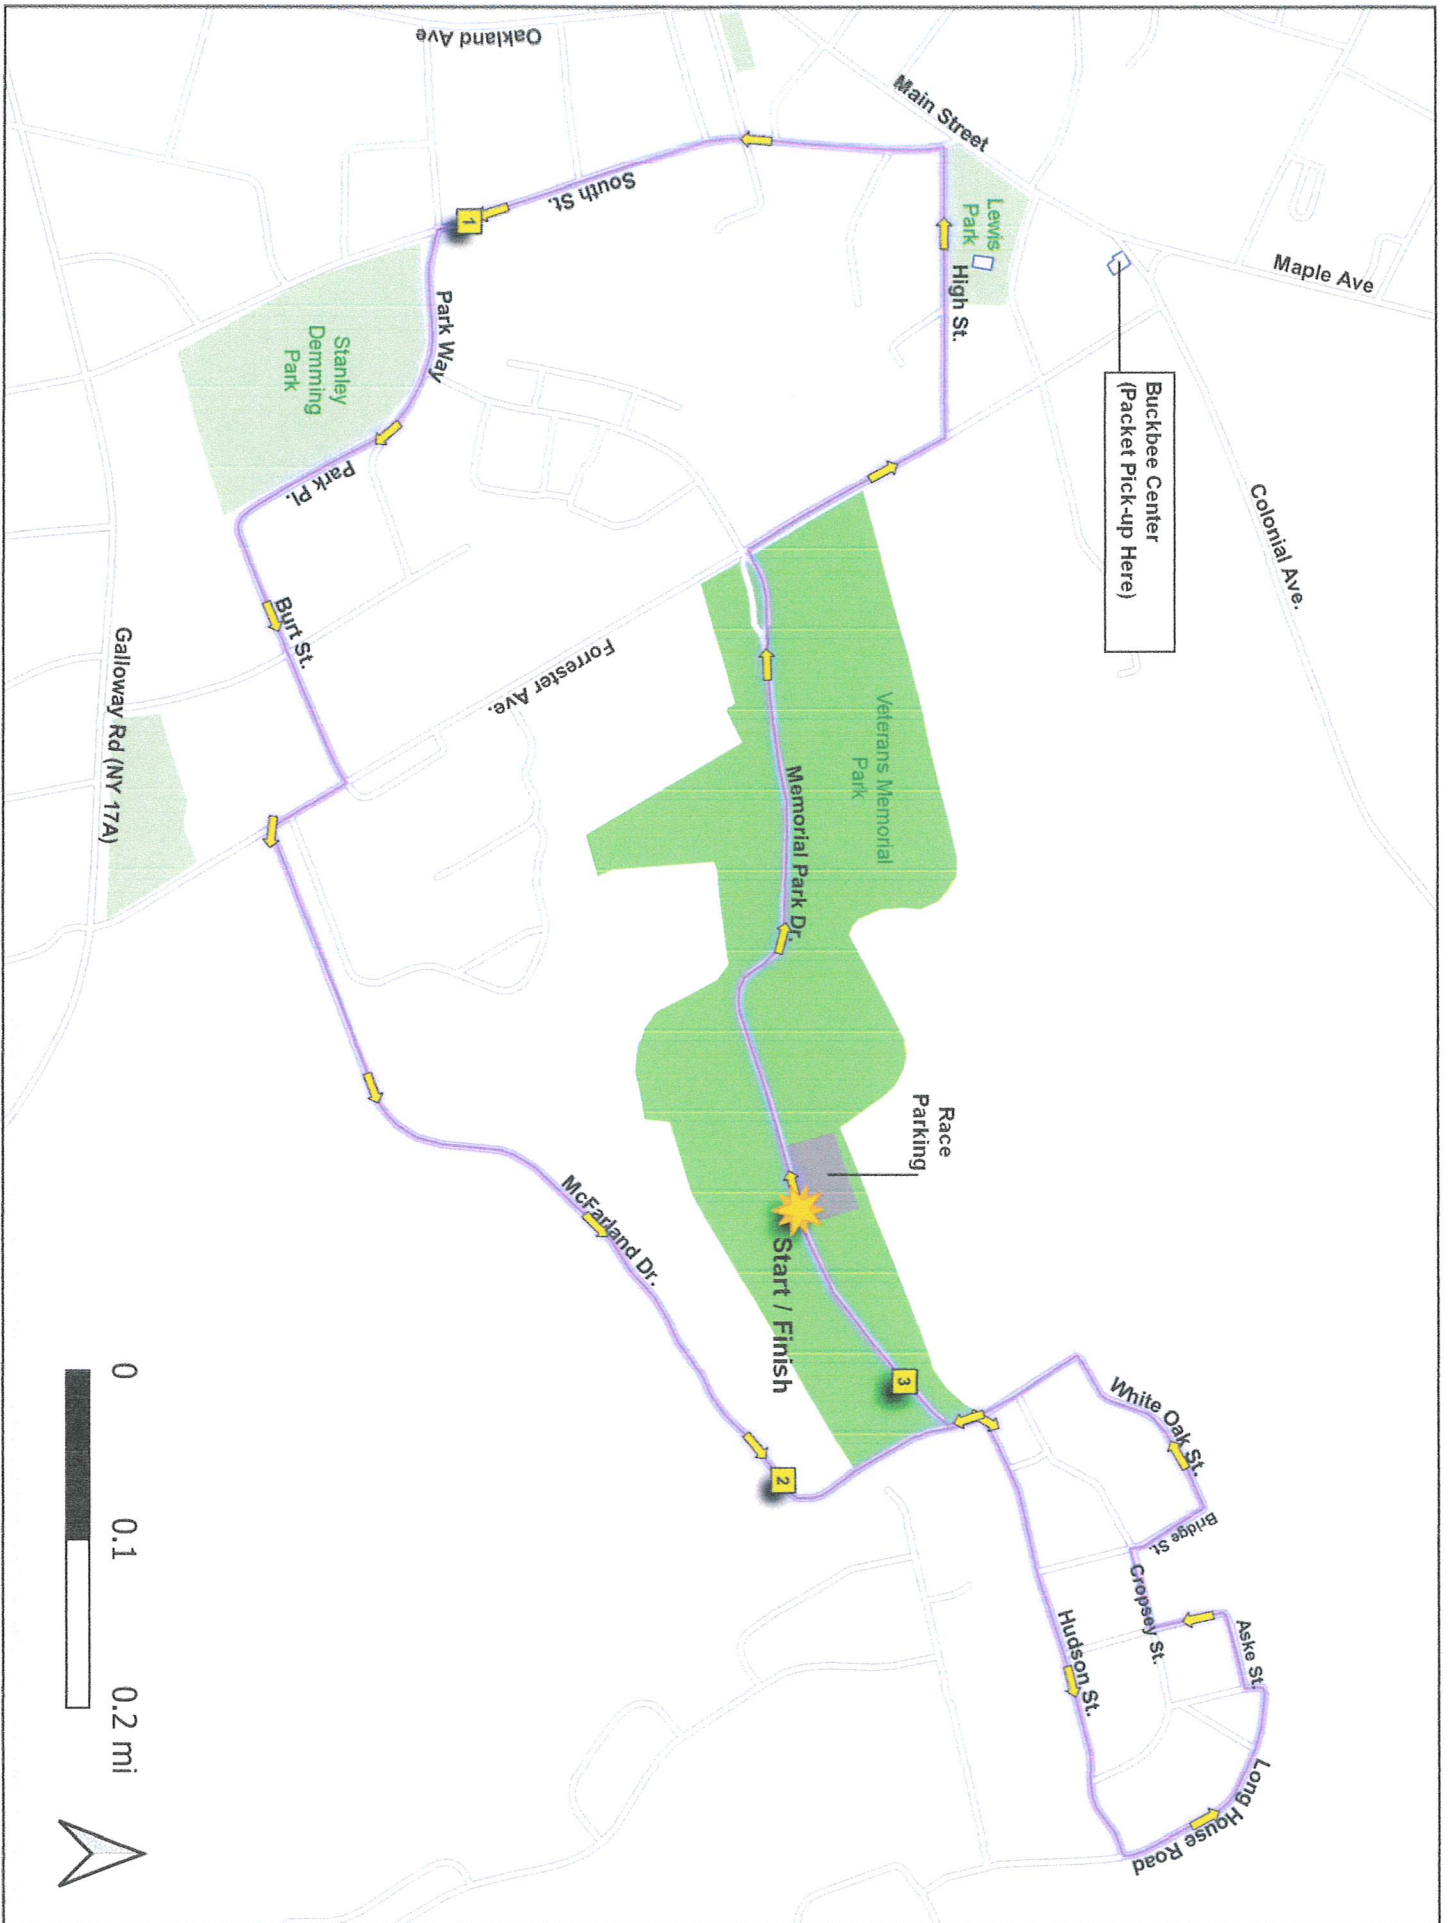 Oakland Ave
Main Street
Maple Ave
Lewis
Park
High St.
Buckbee Center
(Packet Pick-up Here)
Colonial Ave.
South St.
1
Park Way
Stanley
Demming
Park
Park Pl.
Burt St.
Forrester Ave.
Galloway Rd (NY 17A)
Veterans Memorial
Park
Memorial Park Dr.
Race
Parking
Start / Finish
McFarland Dr.
2
3
White Oak St.
Bridge St.
Cropsey St.
Aske St.
Hudson St.
Long House Road
0
0.1
0.2 mi